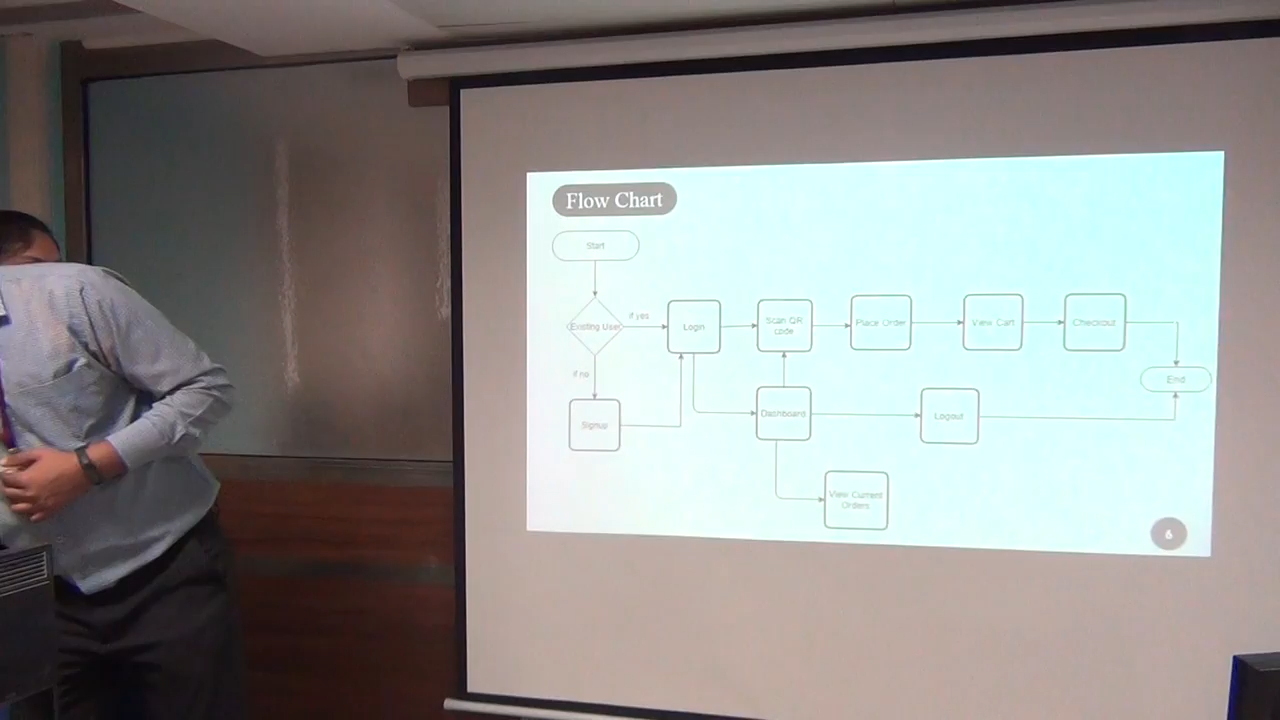 Flow Chart
Start
Existing User
if yes
Login
Scan QR
code
Place Order
View Cart
Checkout
End
if no
Signup
Dashboard
Logout
View Current
Orders
6